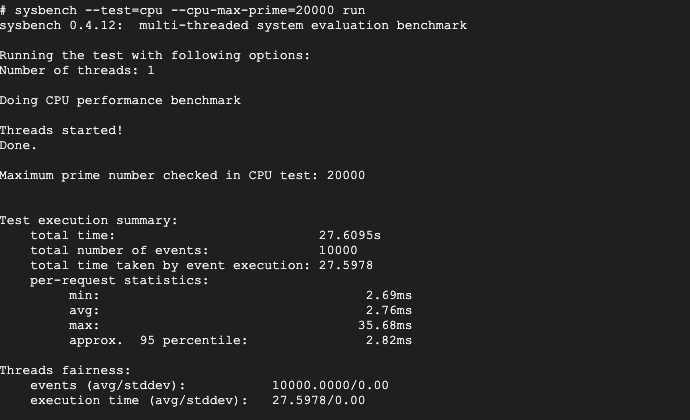 # sysbench --test=cpu --cpu-max-prime=20000 run
sysbench 0.4.12:  multi-threaded system evaluation benchmark

Running the test with following options:
Number of threads: 1

Doing CPU performance benchmark

Threads started!
Done.

Maximum prime number checked in CPU test: 20000


Test execution summary:
    total time:                          27.6095s
    total number of events:              10000
    total time taken by event execution: 27.5978
    per-request statistics:
         min:                                  2.69ms
         avg:                                  2.76ms
         max:                                 35.68ms
         approx.  95 percentile:               2.82ms

Threads fairness:
    events (avg/stddev):           10000.0000/0.00
    execution time (avg/stddev):   27.5978/0.00